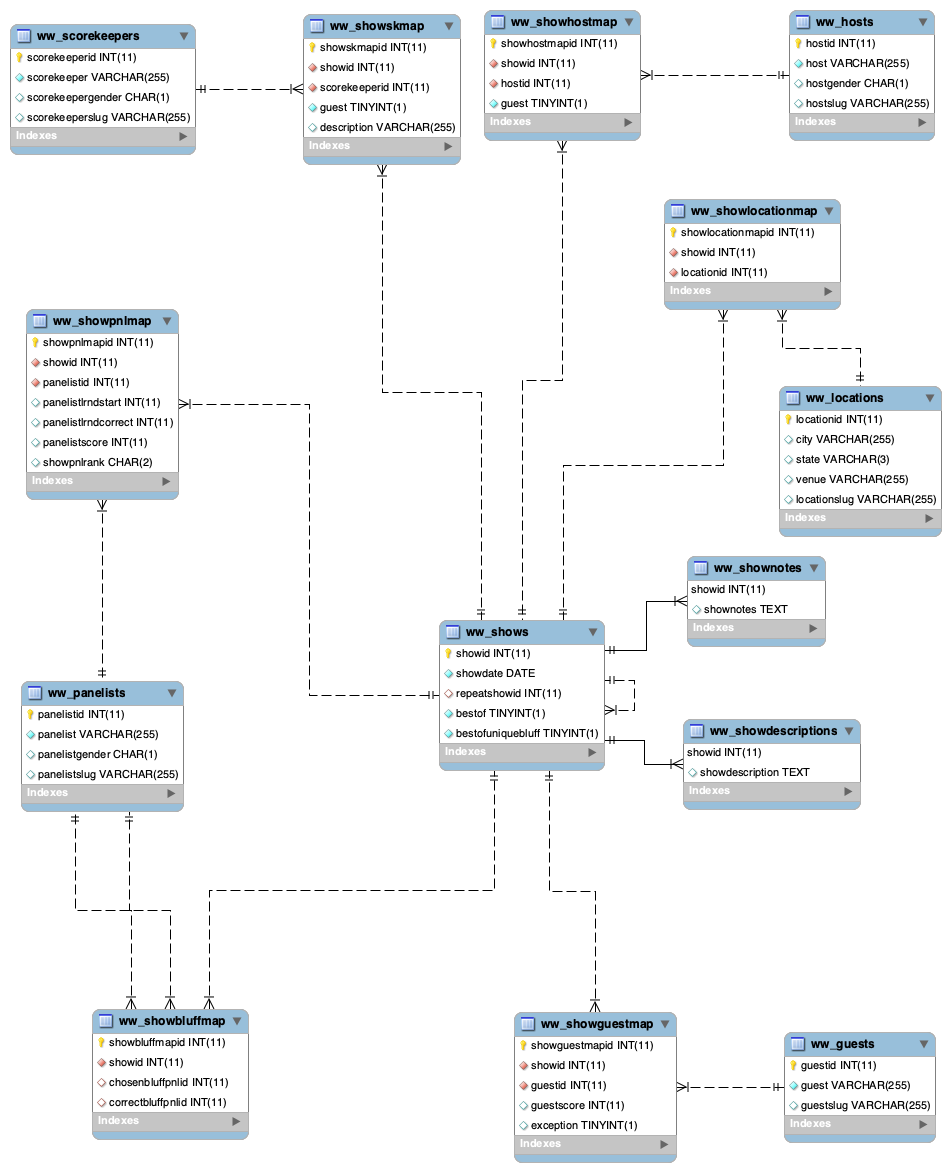 ww_scorekeepers
scorekeeperid INT(11)
scorekeeper VARCHAR(255)
scorekeepergender CHAR(1)
scorekeeperslug VARCHAR(255)
Indexes
ww_showskmap
showskmapid INT(11)
showid INT(11)
scorekeeperid INT(11)
guest TINYINT(1)
description VARCHAR(255)
Indexes
ww_showhostmap
showhostmapid INT(11)
showid INT(11)
hostid INT(11)
guest TINYINT(1)
Indexes
ww_hosts
hostid INT(11)
host VARCHAR(255)
hostgender CHAR(1)
hostslug VARCHAR(255)
Indexes
ww_showlocationmap
showlocationmapid INT(11)
showid INT(11)
locationid INT(11)
Indexes
ww_showpnlmap
showpnlmapid INT(11)
showid INT(11)
panelistid INT(11)
panelistlrndstart INT(11)
panelistlrndcorrect INT(11)
panelistscore INT(11)
showpnlrank CHAR(2)
Indexes
ww_locations
locationid INT(11)
city VARCHAR(255)
state VARCHAR(3)
venue VARCHAR(255)
locationslug VARCHAR(255)
Indexes
ww_shownotes
showid INT(11)
shownotes TEXT
Indexes
ww_shows
showid INT(11)
showdate DATE
repeatshowid INT(11)
bestof TINYINT(1)
bestofuniquebluff TINYINT(1)
Indexes
ww_panelists
panelistid INT(11)
panelist VARCHAR(255)
panelistgender CHAR(1)
panelistslug VARCHAR(255)
Indexes
ww_showdescriptions
showid INT(11)
showdescription TEXT
Indexes
ww_showbluffmap
showbluffmapid INT(11)
showid INT(11)
chosenbluffpnlid INT(11)
correctbluffpnlid INT(11)
Indexes
ww_showguestmap
showguestmapid INT(11)
showid INT(11)
guestid INT(11)
guestscore INT(11)
exception TINYINT(1)
Indexes
ww_guests
guestid INT(11)
guest VARCHAR(255)
guestslug VARCHAR(255)
Indexes